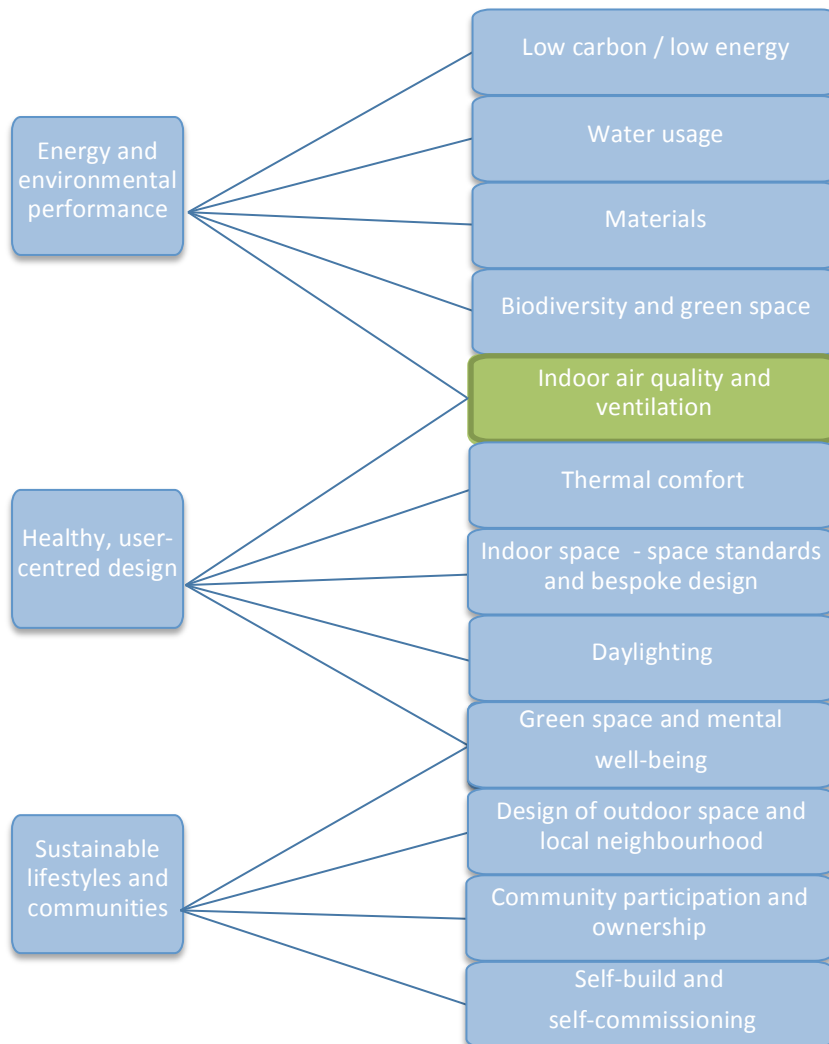 Low carbon / low energy
Water usage
Energy and
environmental
performance
Materials
Biodiversity and green space
Indoor air quality and
ventilation
Thermal comfort
Healthy, user-
centred design
Indoor space  - space standards
and bespoke design
Daylighting
Green space and mental
well-being
Design of outdoor space and
local neighbourhood
Sustainable
lifestyles and
communities
Community participation and
ownership
Self-build and
self-commissioning